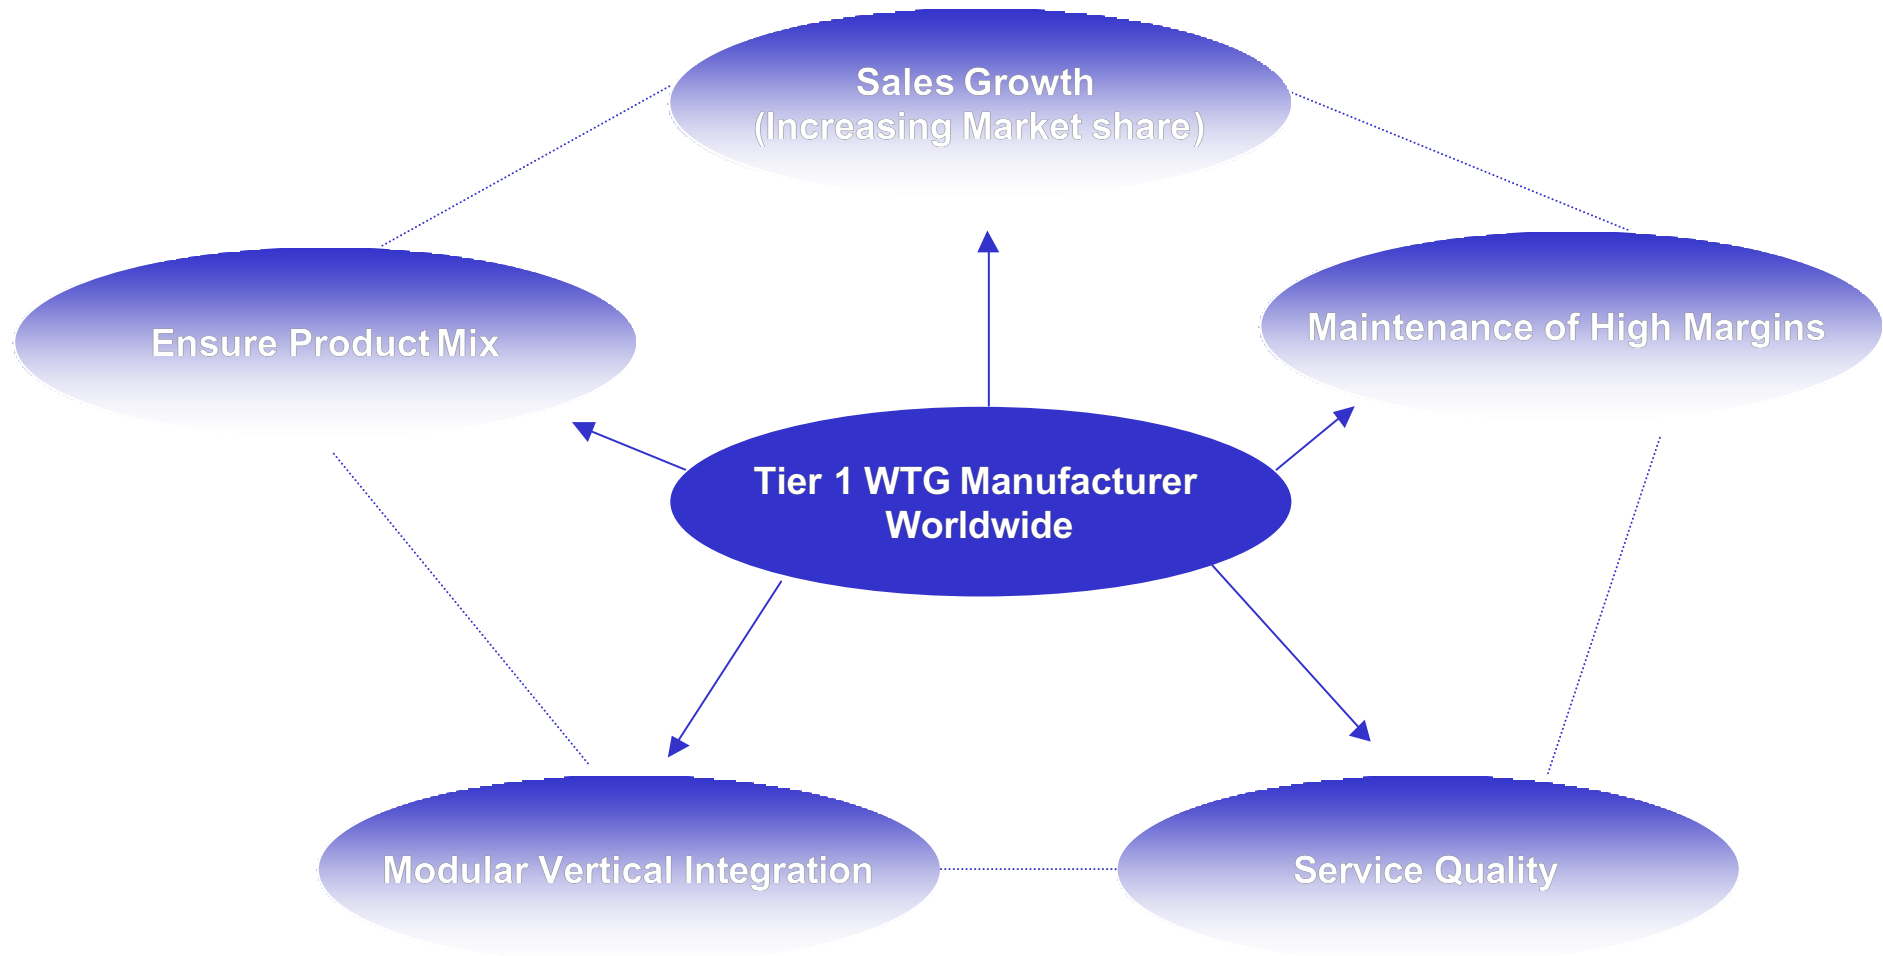 Sales Growth
(Increasing Market share)
Ensure Product Mix
Maintenance of High Margins
Tier 1 WTG Manufacturer
Worldwide
Modular Vertical Integration
Service Quality